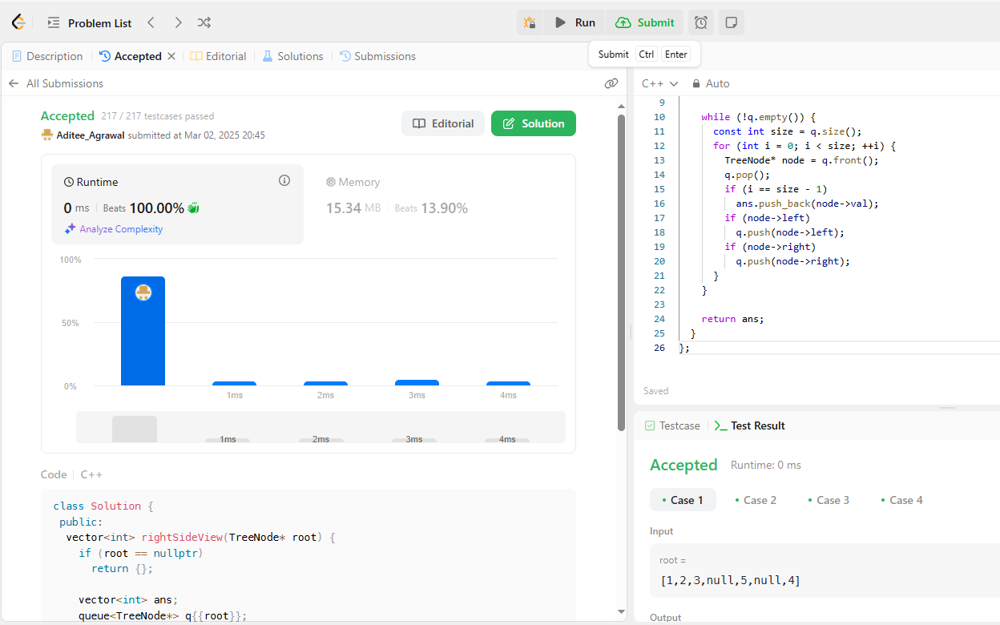 Problem List
Run
Submit
Submit Ctrl Enter
Description
Accepted
Editorial
Solutions
Submissions
All Submissions
Accepted 217 / 217 testcases passed
Aditee_Agrawal submitted at Mar 02, 2025 20:45
Editorial
Solution
Runtime
0 ms Beats 100.00%
Analyze Complexity
Memory
15.34 MB Beats 13.90%
100%
50%
0%
1ms 2ms 3ms 4ms
1ms 2ms 3ms 4ms
Code C++
class Solution {
public:
vector<int> rightSideView(TreeNode* root) {
if (root == nullptr)
return {};
vector<int> ans;
queue<TreeNode*> q{{root}};
C++ Auto
9
10 while (!q.empty()) {
11 const int size = q.size();
12 for (int i = 0; i < size; ++i) {
13 TreeNode* node = q.front();
14 q.pop();
15 if (i == size - 1)
16 ans.push_back(node->val);
17 if (node->left)
18 q.push(node->left);
19 if (node->right)
20 q.push(node->right);
21 }
22 }
23
24 return ans;
25 }
26 };
Saved
Testcase
>_ Test Result
Accepted Runtime: 0 ms
• Case 1 • Case 2 • Case 3 • Case 4
Input
root =
[1,2,3,null,5,null,4]
Output